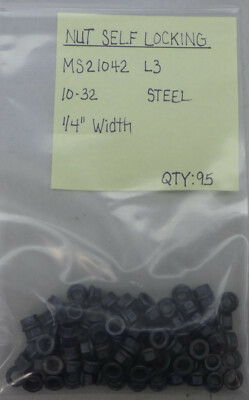 NUT SELF LOCKING
MS21042 L3
10-32 STEEL
1/4" Width
QTY: 95